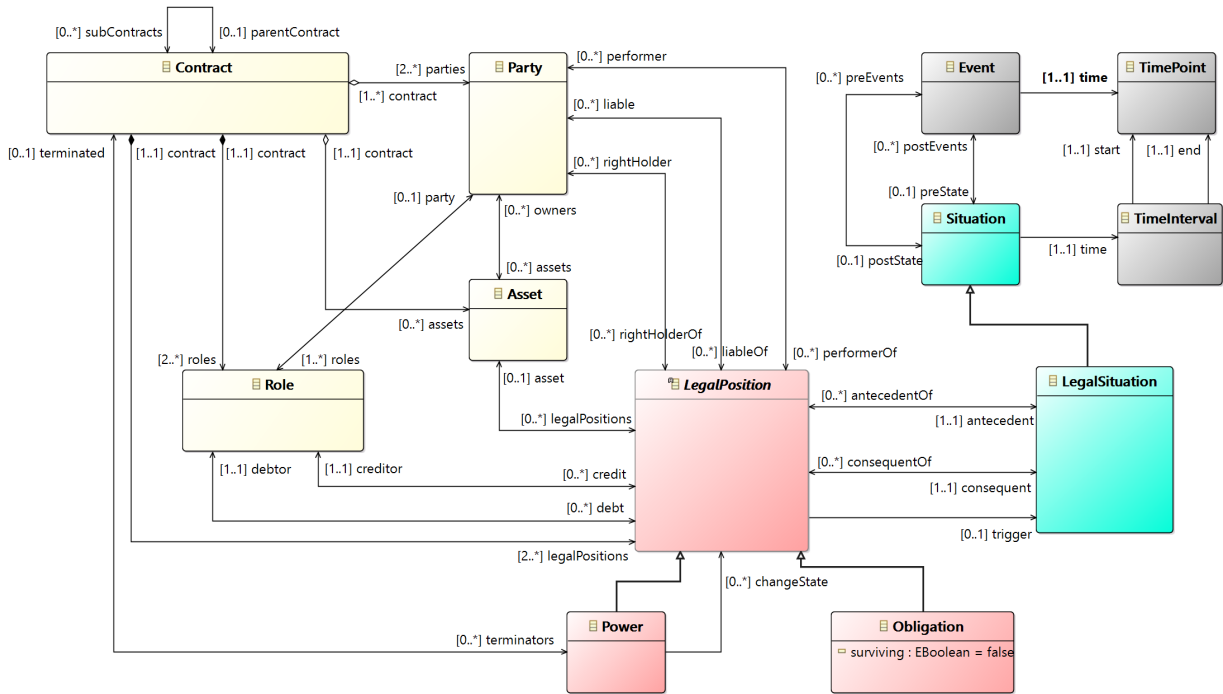 [0..*] subContracts
[0..1] parentContract
Contract
[2..*] parties
[1..*] contract
Party
[0..*] performer
[0..*] liable
[0..*] rightHolder
[0..*] preEvents
Event
[1..1] time
TimePoint
[0..1] terminated
[1..1] contract
[1..1] contract
[1..1] contract
[0..*] postEvents
[1..1] start
[1..1] end
[0..1] party
[0..*] owners
[0..1] preState
Situation
TimeInterval
[1..1] time
[0..1] postState
[0..*] assets
Asset
[0..*] assets
[0..*] rightHolderOf
[0..*] liableOf
[0..*] performerOf
[2..*] roles
[1..*] roles
Role
[0..1] asset
LegalPosition
LegalSituation
[0..*] antecedentOf
[1..1] antecedent
[0..*] legalPositions
[1..1] debtor
[1..1] creditor
[0..*] credit
[0..*] consequentOf
[1..1] consequent
[0..*] debt
[0..1] trigger
[2..*] legalPositions
[0..*] changeState
Power
[0..*] terminators
Obligation
surviving : EBoolean = false